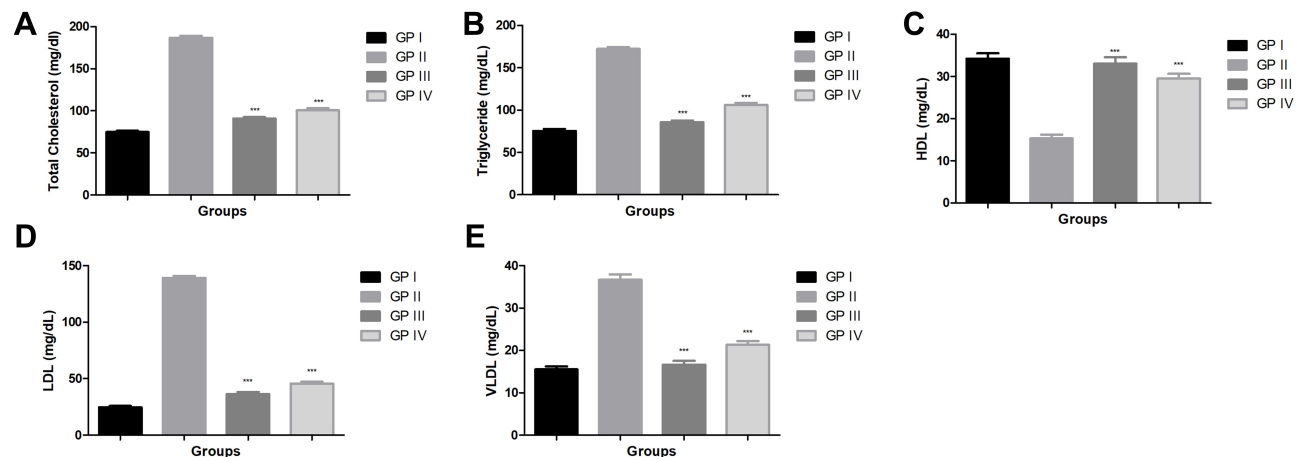 A
Total Cholesterol (mg/dl)
200
150
100
50
0
***
***
Groups
GP I
GP II
GP III
GP IV
B
Triglyceride (mg/dL)
200
150
100
50
0
***
***
Groups
GP I
GP II
GP III
GP IV
C
HDL (mg/dL)
40
30
20
10
0
***
***
Groups
GP I
GP II
GP III
GP IV
D
LDL (mg/dL)
150
100
50
0
***
***
Groups
GP I
GP II
GP III
GP IV
E
VLDL (mg/dL)
40
30
20
10
0
***
***
Groups
GP I
GP II
GP III
GP IV